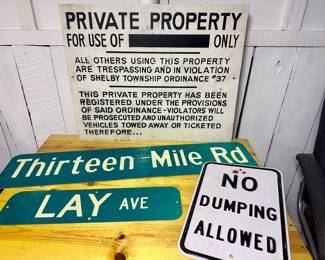 PRIVATE PROPERTY
FOR USE OF ONLY
ALL OTHERS USING THIS PROPERTY
ARE TRESPASSING AND IN VIOLATION
OF SHELBY TOWNSHIP ORDINANCE #37.
THIS PRIVATE PROPERTY HAS BEEN
REGISTERED UNDER THE PROVISIONS
OF SAID ORDINANCE-VIOLATORS WILL
BE PROSECUTED AND UNAUTHORIZED
VEHICLES TOWED AWAY OR TICKETED
THEREFORE...
Thirteen Mile Rd
LAY AVE
NO
DUMPING
ALLOWED